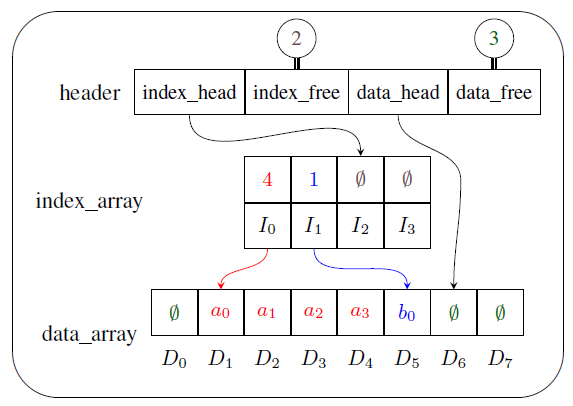 2 3
header index_head index_free data_head data_free
4 1 ∅ ∅
index_array
I₀ I₁ I₂ I₃
∅ a₀ a₁ a₂ a₃ b₀ ∅ ∅
data_array
D₀ D₁ D₂ D₃ D₄ D₅ D₆ D₇